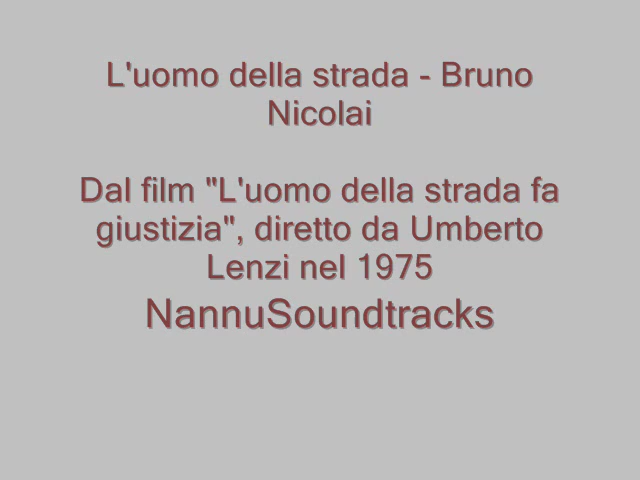 L'uomo della strada - Bruno
Nicolai
Dal film "L'uomo della strada fa
giustizia", diretto da Umberto
Lenzi nel 1975
NannuSoundtracks